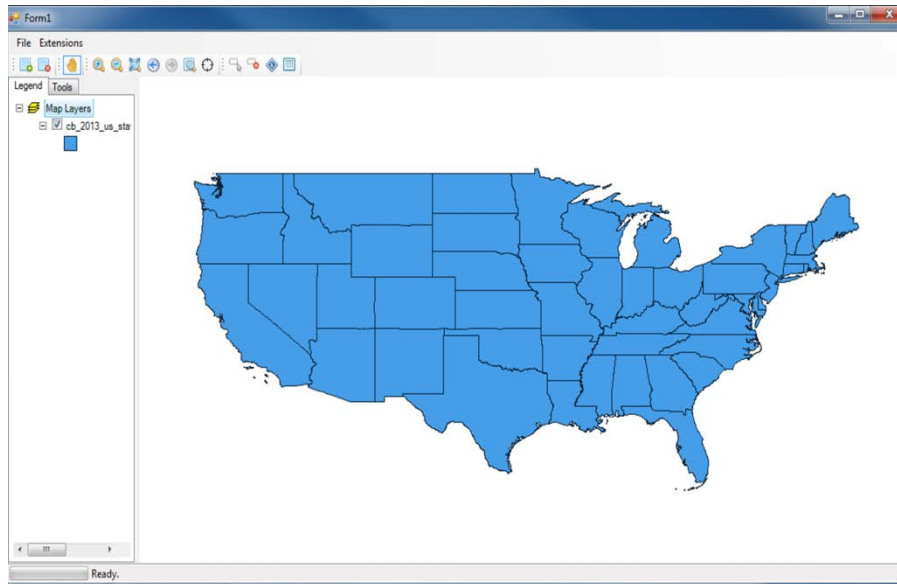 Form1
File Extensions
Legend Tools
Map Layers
cb_2013_us_sta
Ready.